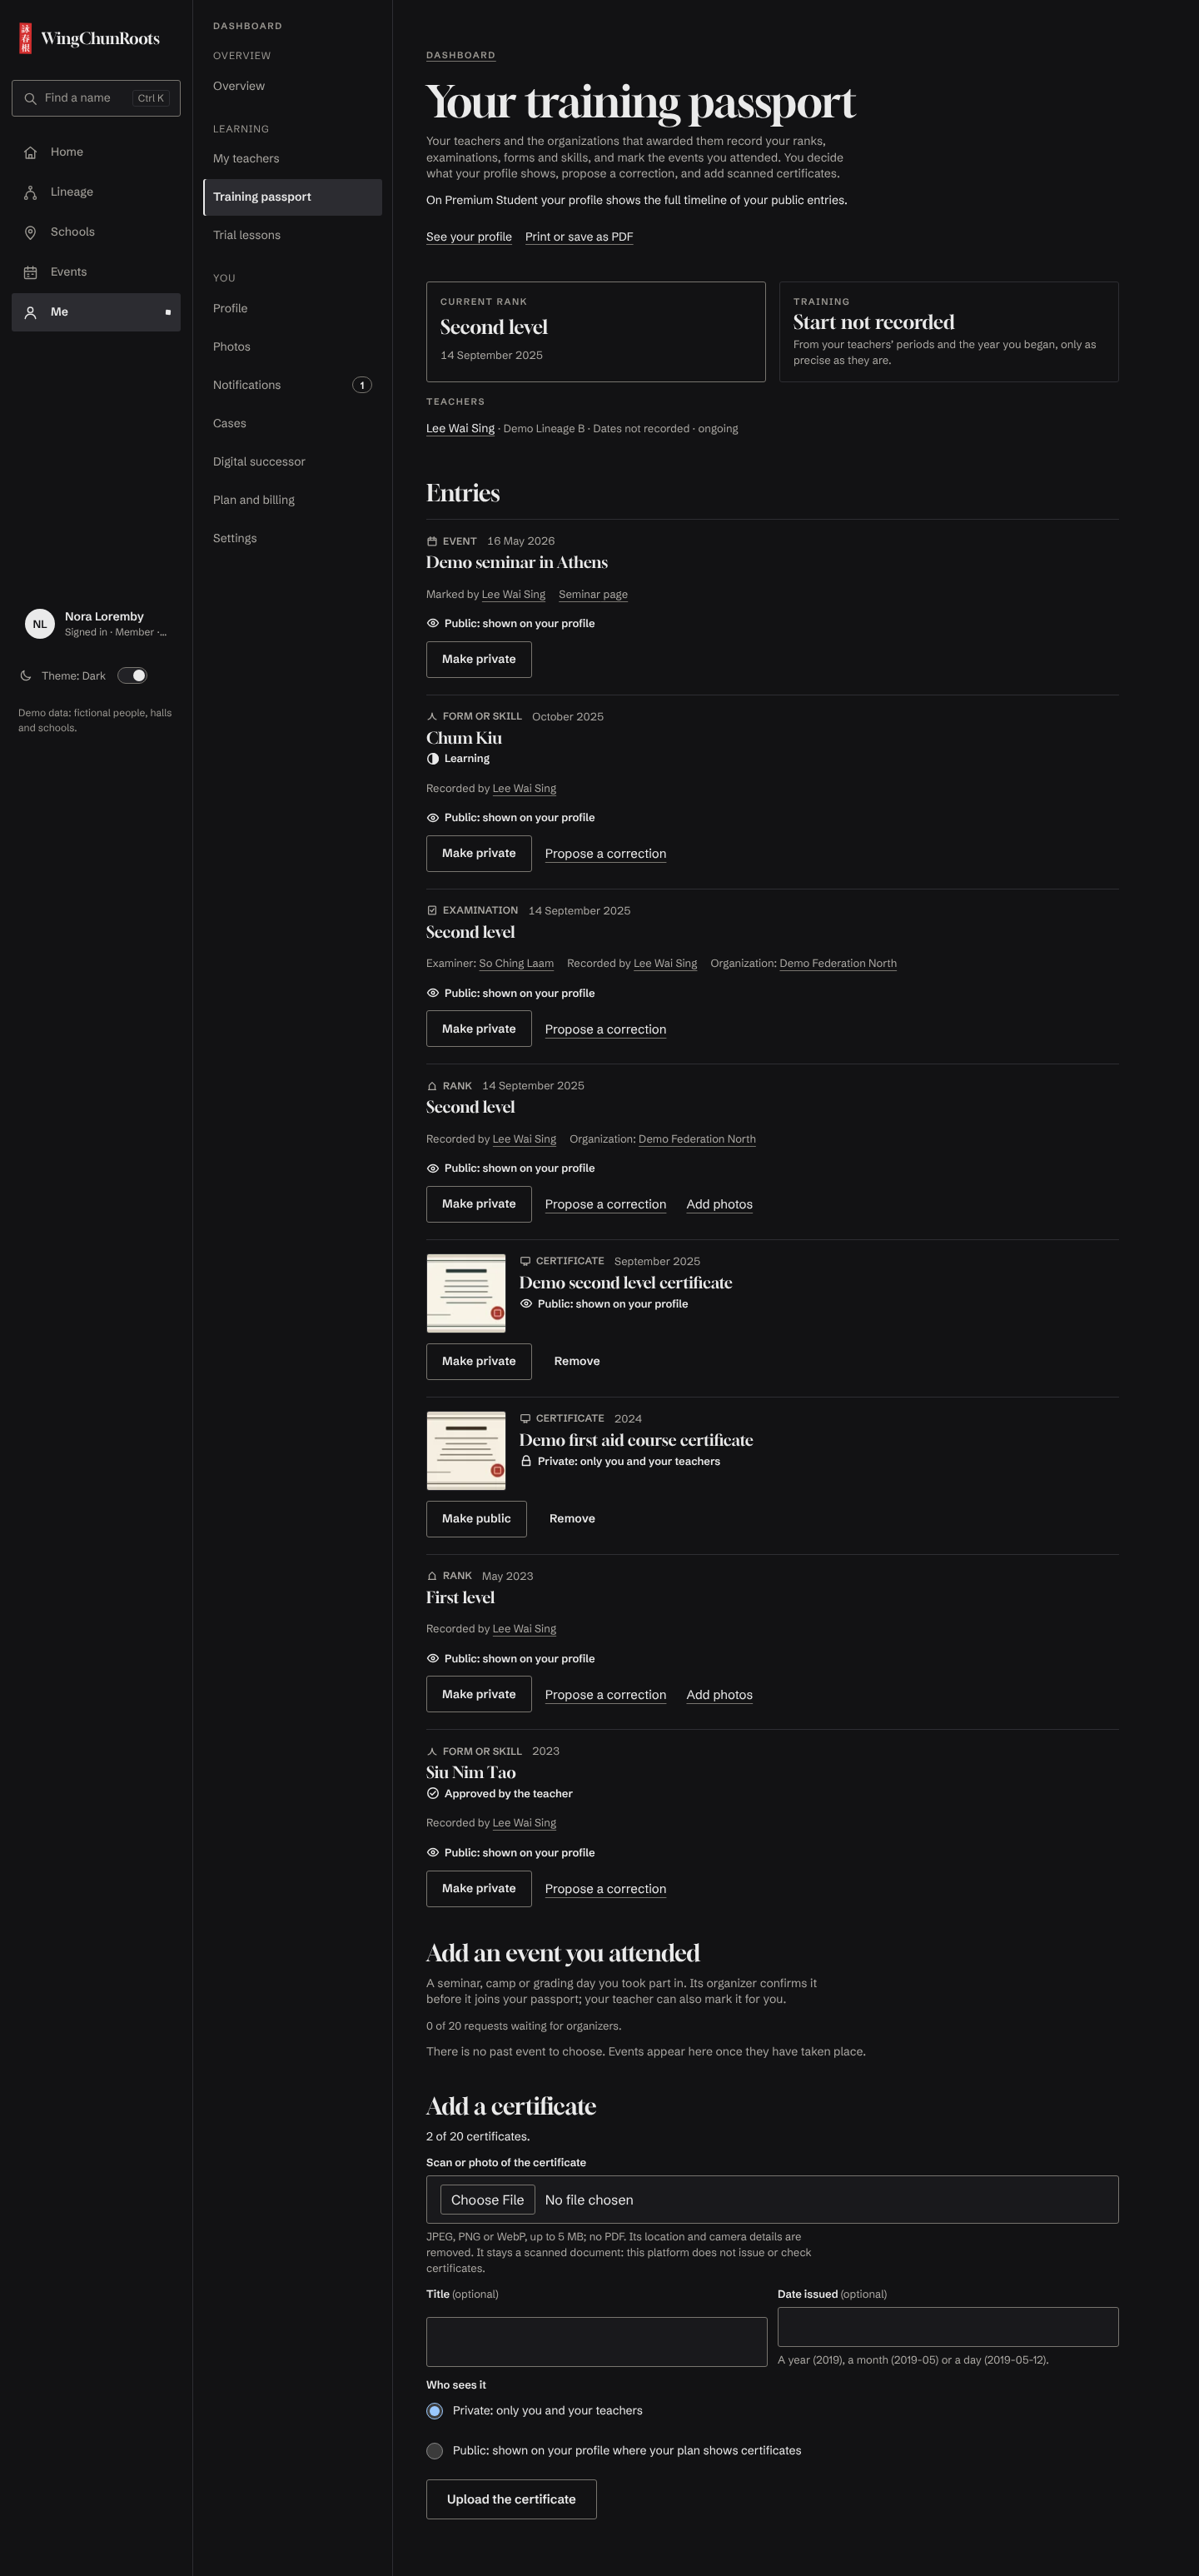 詠春根
WingChunRoots
Find a name
Ctrl K
Home
Lineage
Schools
Events
Me
NL
Nora Loremby
Signed in · Member ·...
Theme: Dark
Demo data: fictional people, halls
and schools.
DASHBOARD
OVERVIEW
Overview
LEARNING
My teachers
Training passport
Trial lessons
YOU
Profile
Photos
Notifications
1
Cases
Digital successor
Plan and billing
Settings
DASHBOARD
Your training passport
Your teachers and the organizations that awarded them record your ranks,
examinations, forms and skills, and mark the events you attended. You decide
what your profile shows, propose a correction, and add scanned certificates.
On Premium Student your profile shows the full timeline of your public entries.
See your profile Print or save as PDF
CURRENT RANK
Second level
14 September 2025
TRAINING
Start not recorded
From your teachers' periods and the year you began, only as
precise as they are.
TEACHERS
Lee Wai Sing · Demo Lineage B · Dates not recorded · ongoing
Entries
EVENT 16 May 2026
Demo seminar in Athens
Marked by Lee Wai Sing Seminar page
Public: shown on your profile
Make private
FORM OR SKILL October 2025
Chum Kiu
Learning
Recorded by Lee Wai Sing
Public: shown on your profile
Make private Propose a correction
EXAMINATION 14 September 2025
Second level
Examiner: So Ching Laam Recorded by Lee Wai Sing Organization: Demo Federation North
Public: shown on your profile
Make private Propose a correction
RANK 14 September 2025
Second level
Recorded by Lee Wai Sing Organization: Demo Federation North
Public: shown on your profile
Make private Propose a correction Add photos
CERTIFICATE September 2025
Demo second level certificate
Public: shown on your profile
Make private Remove
CERTIFICATE 2024
Demo first aid course certificate
Private: only you and your teachers
Make public Remove
RANK May 2023
First level
Recorded by Lee Wai Sing
Public: shown on your profile
Make private Propose a correction Add photos
FORM OR SKILL 2023
Siu Nim Tao
Approved by the teacher
Recorded by Lee Wai Sing
Public: shown on your profile
Make private Propose a correction
Add an event you attended
A seminar, camp or grading day you took part in. Its organizer confirms it
before it joins your passport; your teacher can also mark it for you.
0 of 20 requests waiting for organizers.
There is no past event to choose. Events appear here once they have taken place.
Add a certificate
2 of 20 certificates.
Scan or photo of the certificate
Choose File No file chosen
JPEG, PNG or WebP, up to 5 MB; no PDF. Its location and camera details are
removed. It stays a scanned document: this platform does not issue or check
certificates.
Title (optional)
Date issued (optional)
A year (2019), a month (2019-05) or a day (2019-05-12).
Who sees it
Private: only you and your teachers
Public: shown on your profile where your plan shows certificates
Upload the certificate